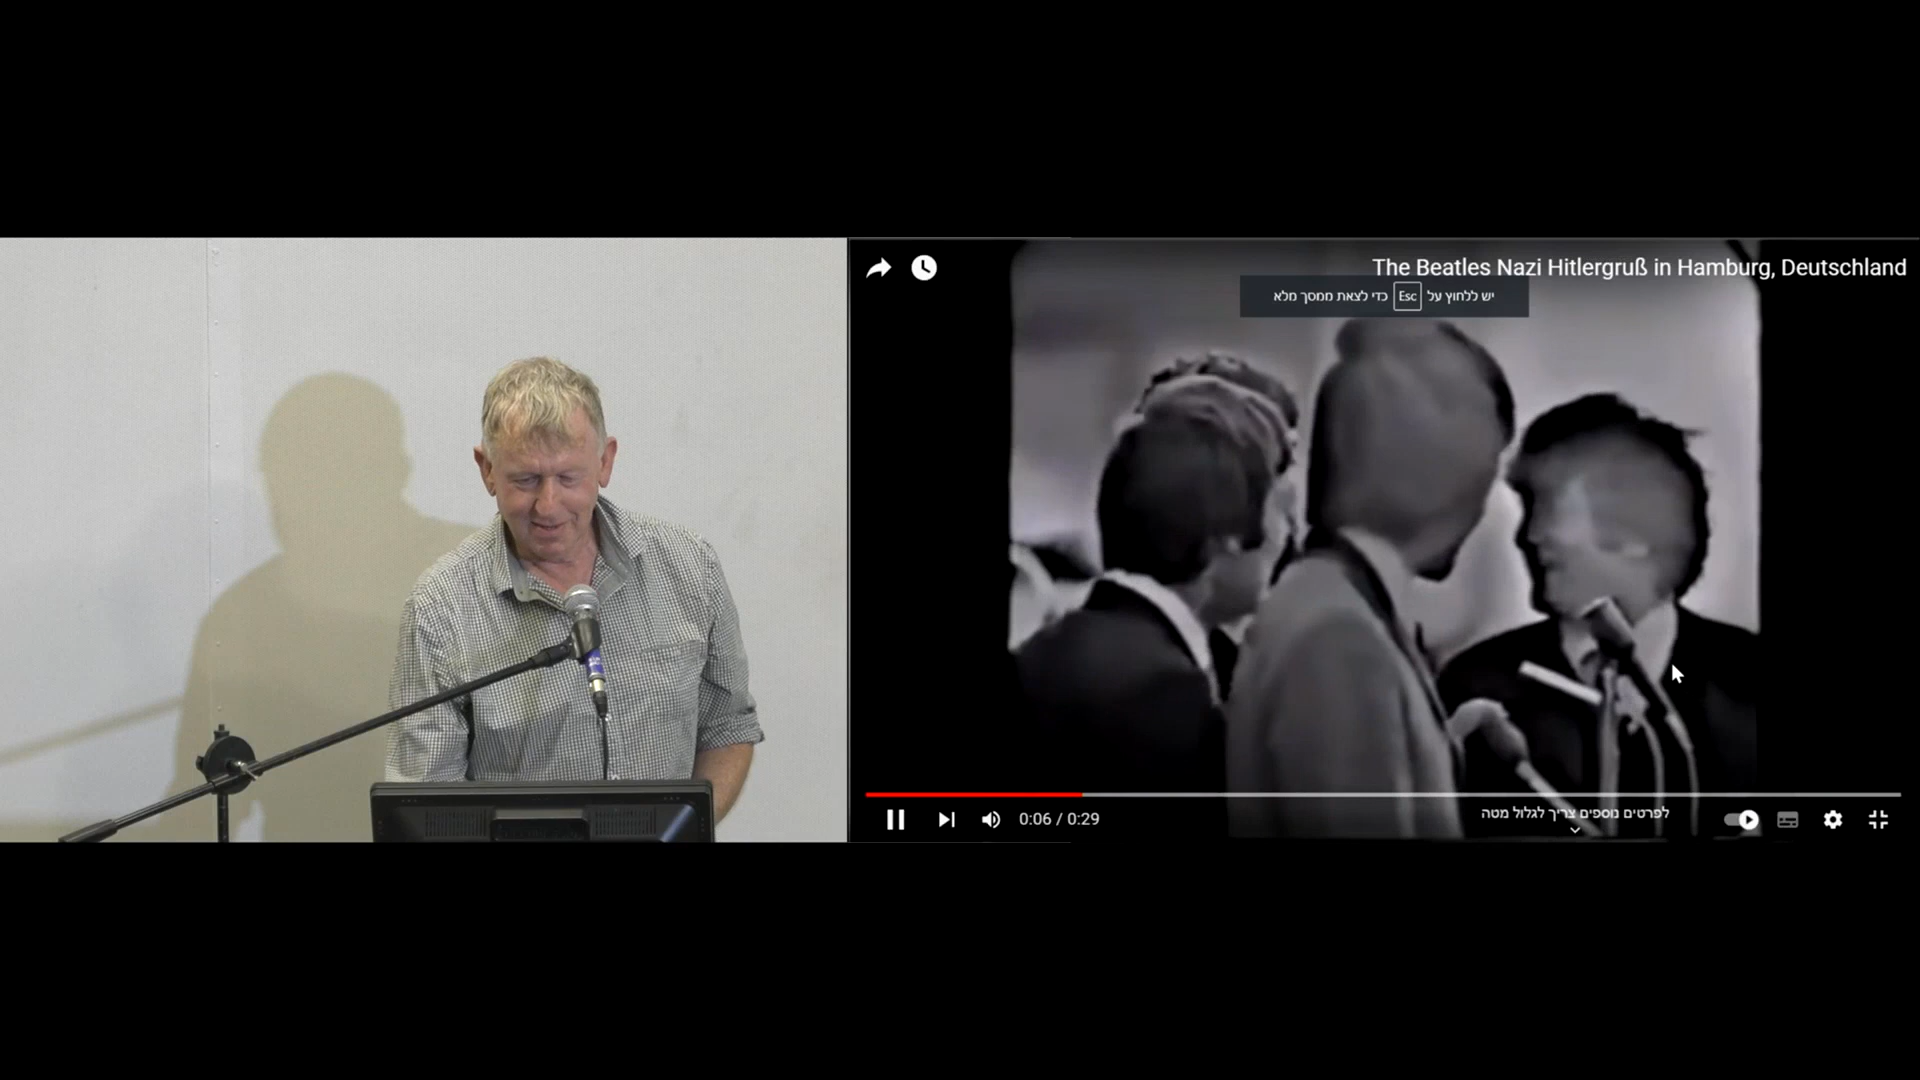 The Beatles Nazi Hitlergruß in Hamburg, Deutschland
יש ללחוץ על Esc כדי לצאת ממסך מלא
0:06 / 0:29
לפרטים נוספים צריך לגלול מטה